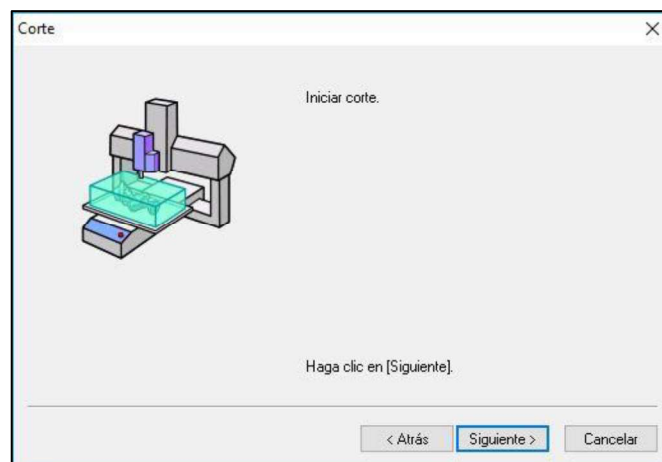 Corte
Iniciar corte.
Haga clic en [Siguiente].
< Atrás
Siguiente >
Cancelar